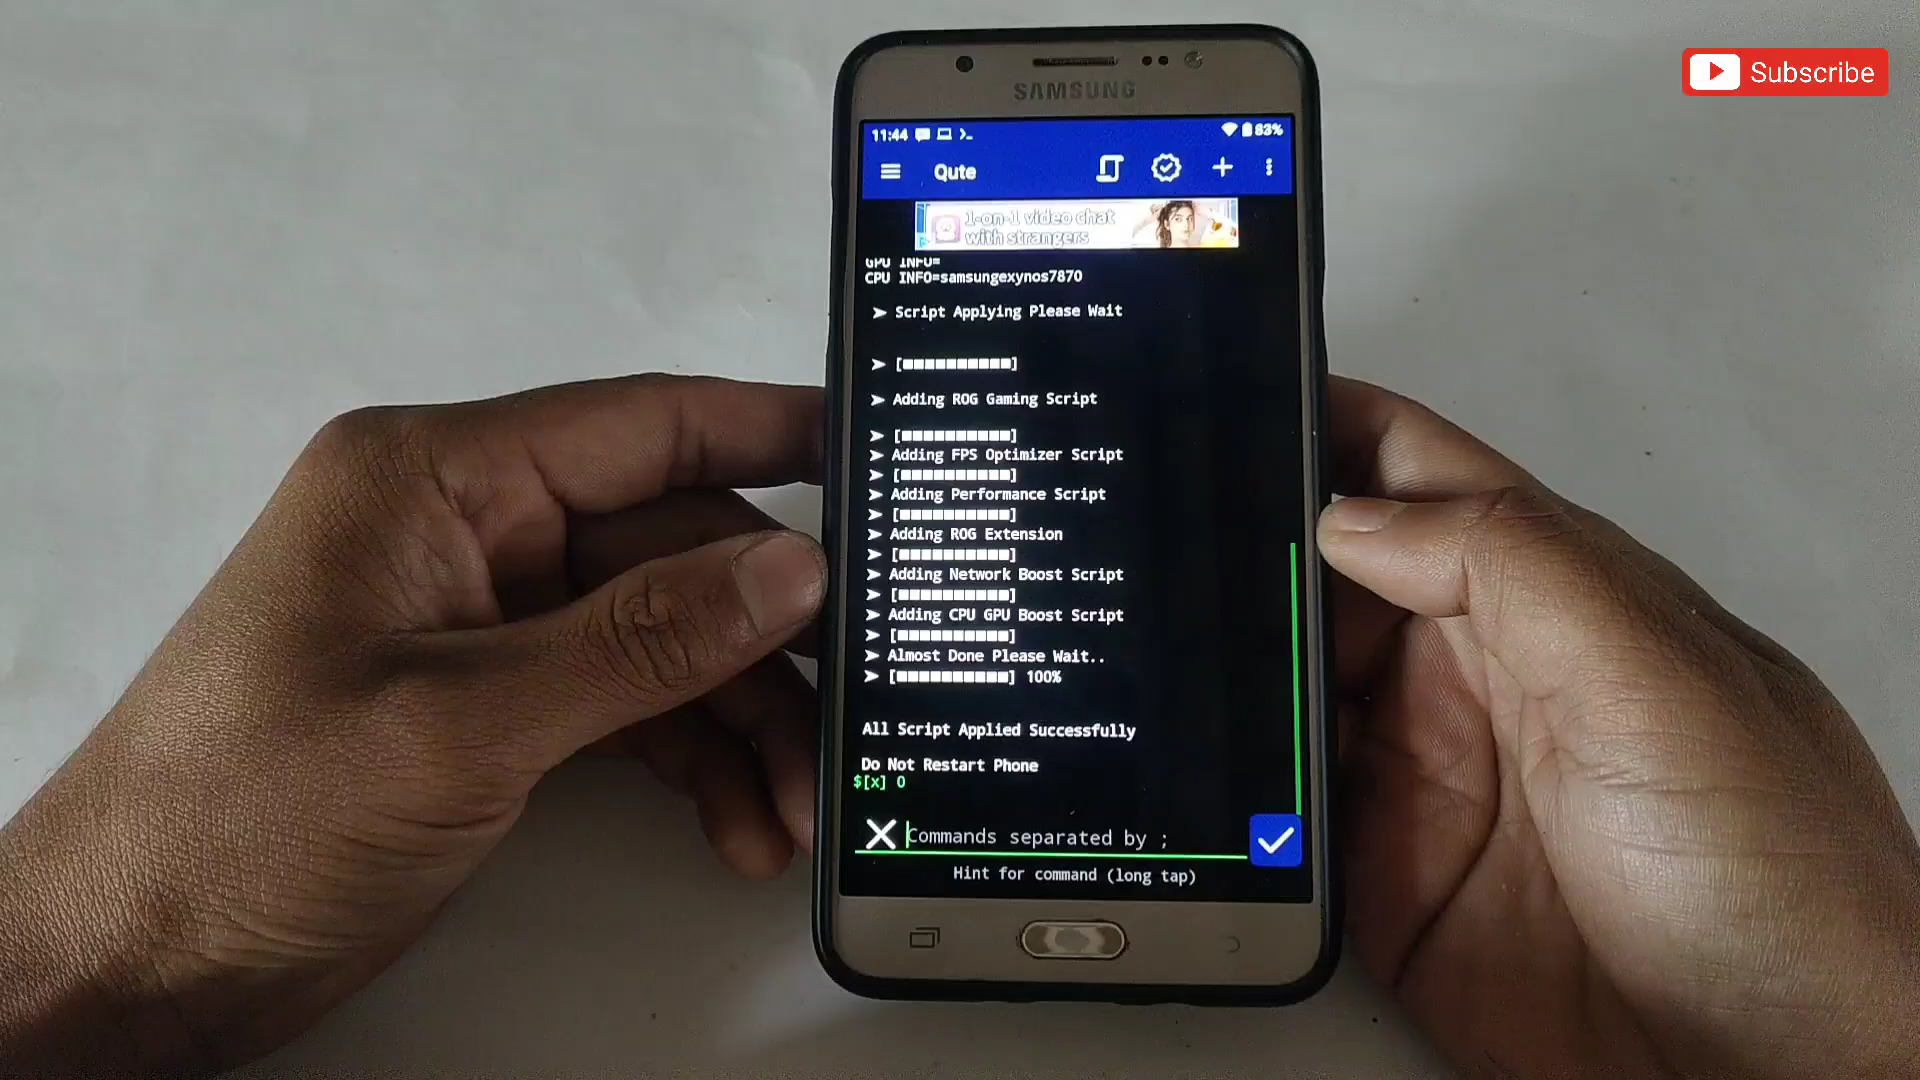 Subscribe
SAMSUNG
11:44 83%
Qute
1-on-1 video chat
with strangers
GPU INFO=
CPU INFO=samsungexynos7870
➤ Script Applying Please Wait
➤ [■■■■■■■■■■]
➤ Adding ROG Gaming Script
➤ [■■■■■■■■■■]
➤ Adding FPS Optimizer Script
➤ [■■■■■■■■■■]
➤ Adding Performance Script
➤ [■■■■■■■■■■]
➤ Adding ROG Extension
➤ [■■■■■■■■■■]
➤ Adding Network Boost Script
➤ [■■■■■■■■■■]
➤ Adding CPU GPU Boost Script
➤ [■■■■■■■■■■]
➤ Almost Done Please Wait..
➤ [■■■■■■■■■■] 100%
All Script Applied Successfully
Do Not Restart Phone
$[x] 0
Commands separated by ;
Hint for command (long tap)